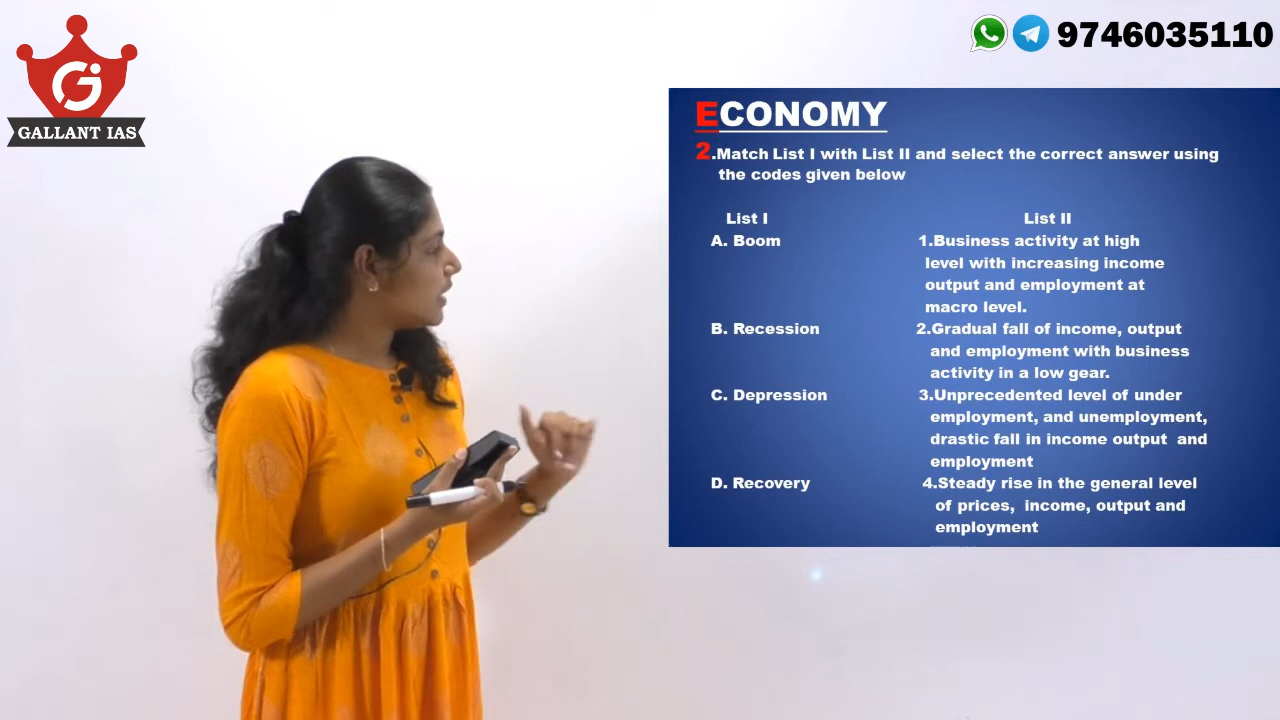 9746035110
GALLANT IAS
ECONOMY
2.Match List I with List II and select the correct answer using
the codes given below
List I List II
A. Boom 1.Business activity at high
level with increasing income
output and employment at
macro level.
B. Recession 2.Gradual fall of income, output
and employment with business
activity in a low gear.
C. Depression 3.Unprecedented level of under
employment, and unemployment,
drastic fall in income output and
employment
D. Recovery 4.Steady rise in the general level
of prices, income, output and
employment